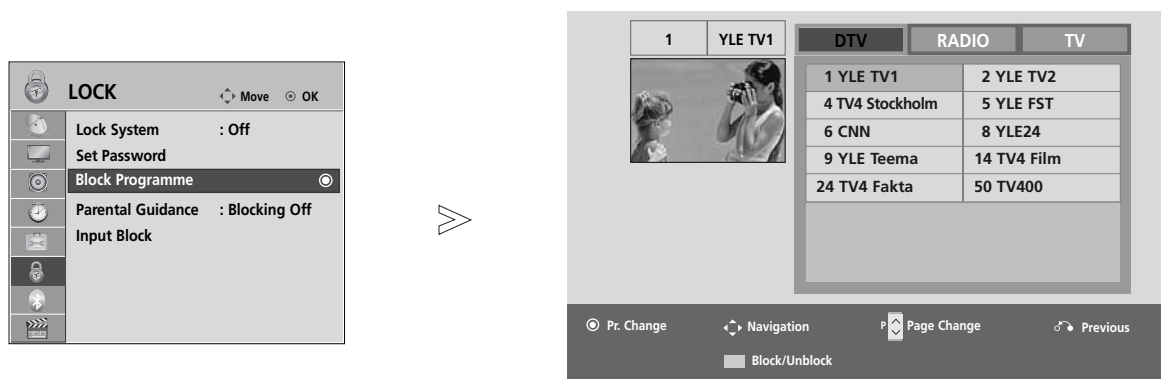 LOCK Move OK
Lock System : Off
Set Password
Block Programme
Parental Guidance : Blocking Off
Input Block
1 YLE TV1
DTV RADIO TV
1 YLE TV1 2 YLE TV2
4 TV4 Stockholm 5 YLE FST
6 CNN 8 YLE24
9 YLE Teema 14 TV4 Film
24 TV4 Fakta 50 TV400
Pr. Change Navigation P Page Change Previous
Block/Unblock